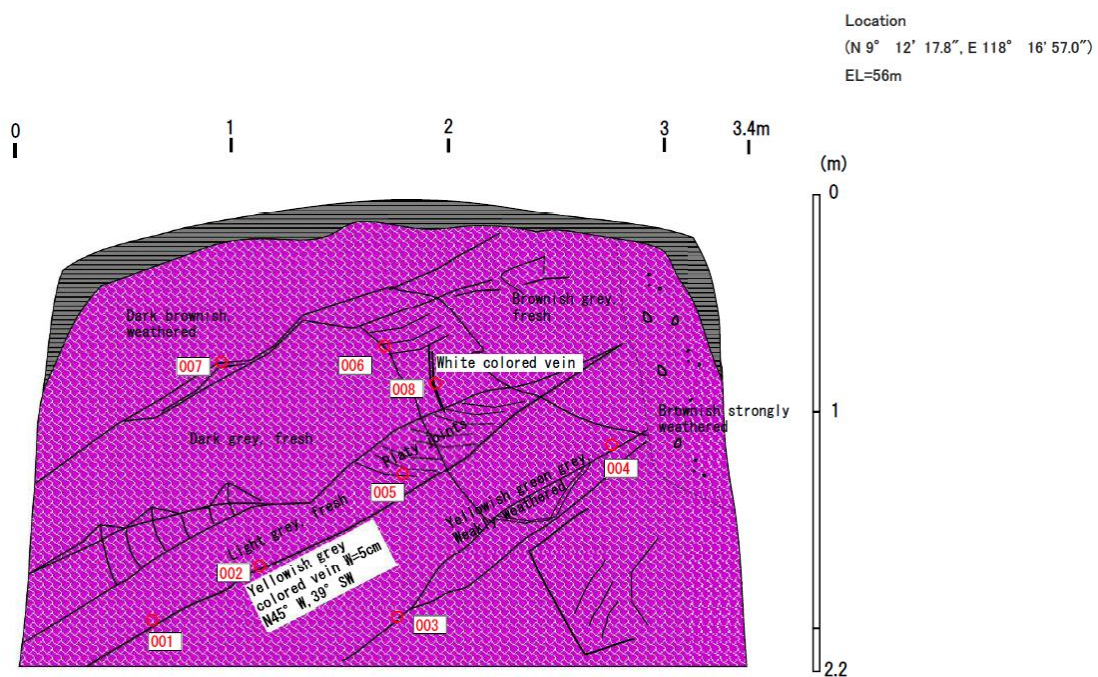 Location
(N 9° 12' 17.8", E 118° 16' 57.0")
EL=56m
0
1
2
3
3.4m
(m)
0
1
2.2
Dark brownish,
weathered
Brownish grey,
fresh
007
006
White colored vein
008
Brownish strongly
weathered
Dark grey, fresh
Platy joints
004
005
Yellowish green grey,
Weakly weathered
Light grey, fresh
002
Yellowish grey
colored vein W=5cm
N45° W,39° SW
003
001